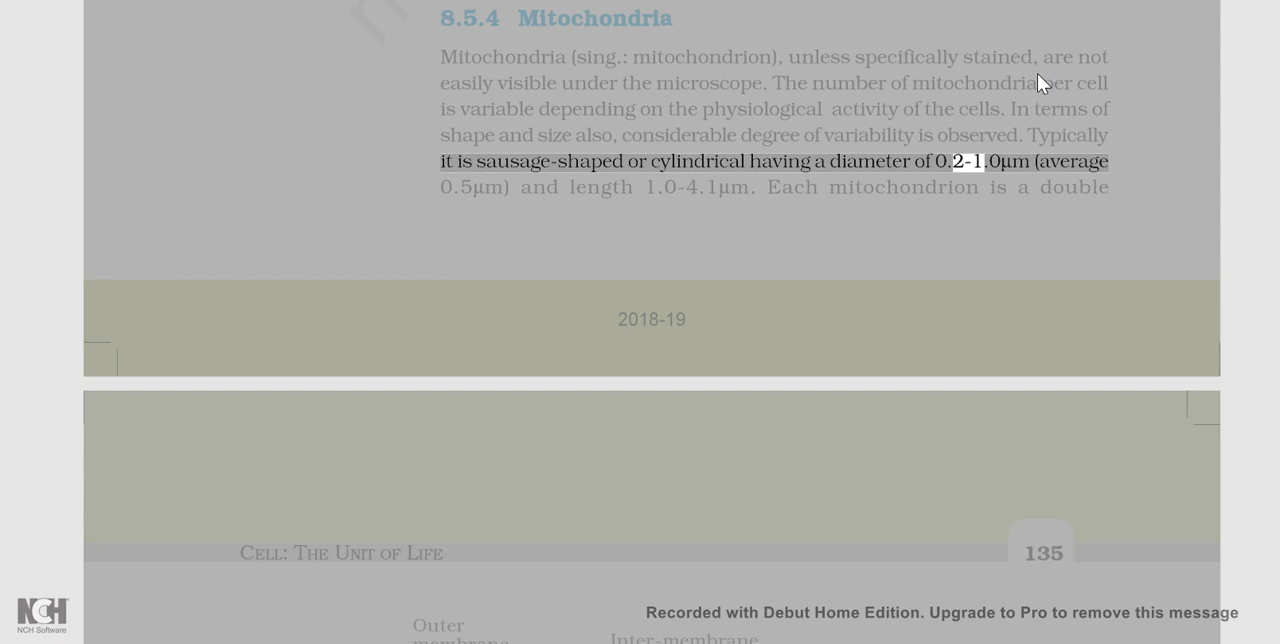 8.5.4 Mitochondria
Mitochondria (sing.: mitochondrion), unless specifically stained, are not
easily visible under the microscope. The number of mitochondria per cell
is variable depending on the physiological activity of the cells. In terms of
shape and size also, considerable degree of variability is observed. Typically
it is sausage-shaped or cylindrical having a diameter of 0.2-1.0µm (average
0.5µm) and length 1.0-4.1µm. Each mitochondrion is a double
2018-19
CELL: THE UNIT OF LIFE
135
NCH
NCH Software
Recorded with Debut Home Edition. Upgrade to Pro to remove this message
Outer
membrane
Inter-membrane